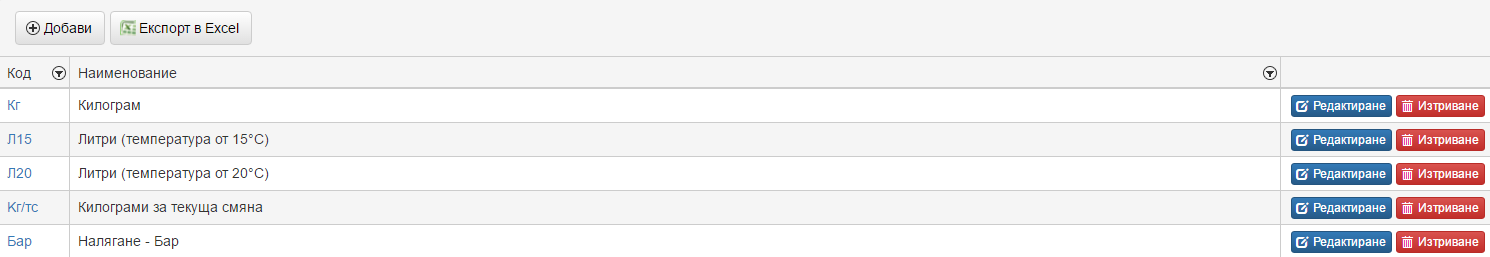 Добави Експорт в Excel
Код Наименование
Кг Килограм Редактиране Изтриване
Л15 Литри (температура от 15°C) Редактиране Изтриване
Л20 Литри (температура от 20°C) Редактиране Изтриване
Кг/тс Килограми за текуща смяна Редактиране Изтриване
Бар Налягане - Бар Редактиране Изтриване